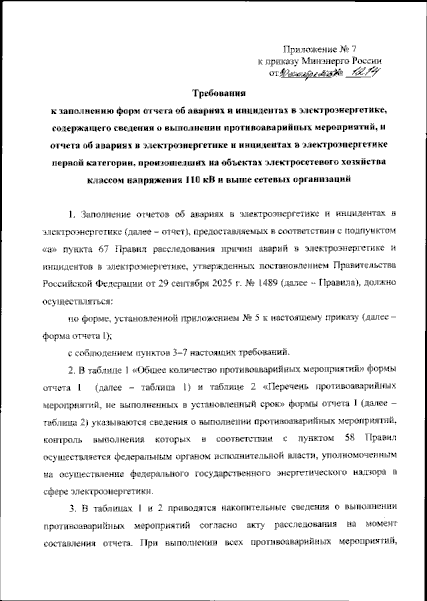 Приложение № 7
к приказу Минэнерго России
от
Требования
к заполнению форм отчета об авариях и инцидентах в электроэнергетике,
содержащего сведения о выполнении противоаварийных мероприятий, и
отчета об авариях в электроэнергетике и инцидентах в электроэнергетике
первой категории, произошедших на объектах электросетевого хозяйства
классом напряжения 110 кВ и выше сетевых организаций
1. Заполнение отчетов об авариях в электроэнергетике и инцидентах в
электроэнергетике (далее – отчет), предоставляемых в соответствии с подпунктом
«а» пункта 67 Правил расследования причин аварий в электроэнергетике и
инцидентов в электроэнергетике, утвержденных постановлением Правительства
Российской Федерации от 29 сентября 2025 г. № 1489 (далее – Правила), должно
осуществляться:
по форме, установленной приложением № 5 к настоящему приказу (далее –
форма отчета 1);
с соблюдением пунктов 3–7 настоящих требований.
2. В таблице 1 «Общее количество противоаварийных мероприятий» формы
отчета 1 (далее – таблица 1) и таблице 2 «Перечень противоаварийных
мероприятий, не выполненных в установленный срок» формы отчета 1 (далее –
таблица 2) указываются сведения о выполнении противоаварийных мероприятий,
контроль выполнения которых в соответствии с пунктом 58 Правил
осуществляется федеральным органом исполнительной власти, уполномоченным
на осуществление федерального государственного энергетического надзора в
сфере электроэнергетики.
3. В таблицах 1 и 2 приводятся накопительные сведения о выполнении
противоаварийных мероприятий согласно акту расследования на момент
составления отчета. При выполнении всех противоаварийных мероприятий,